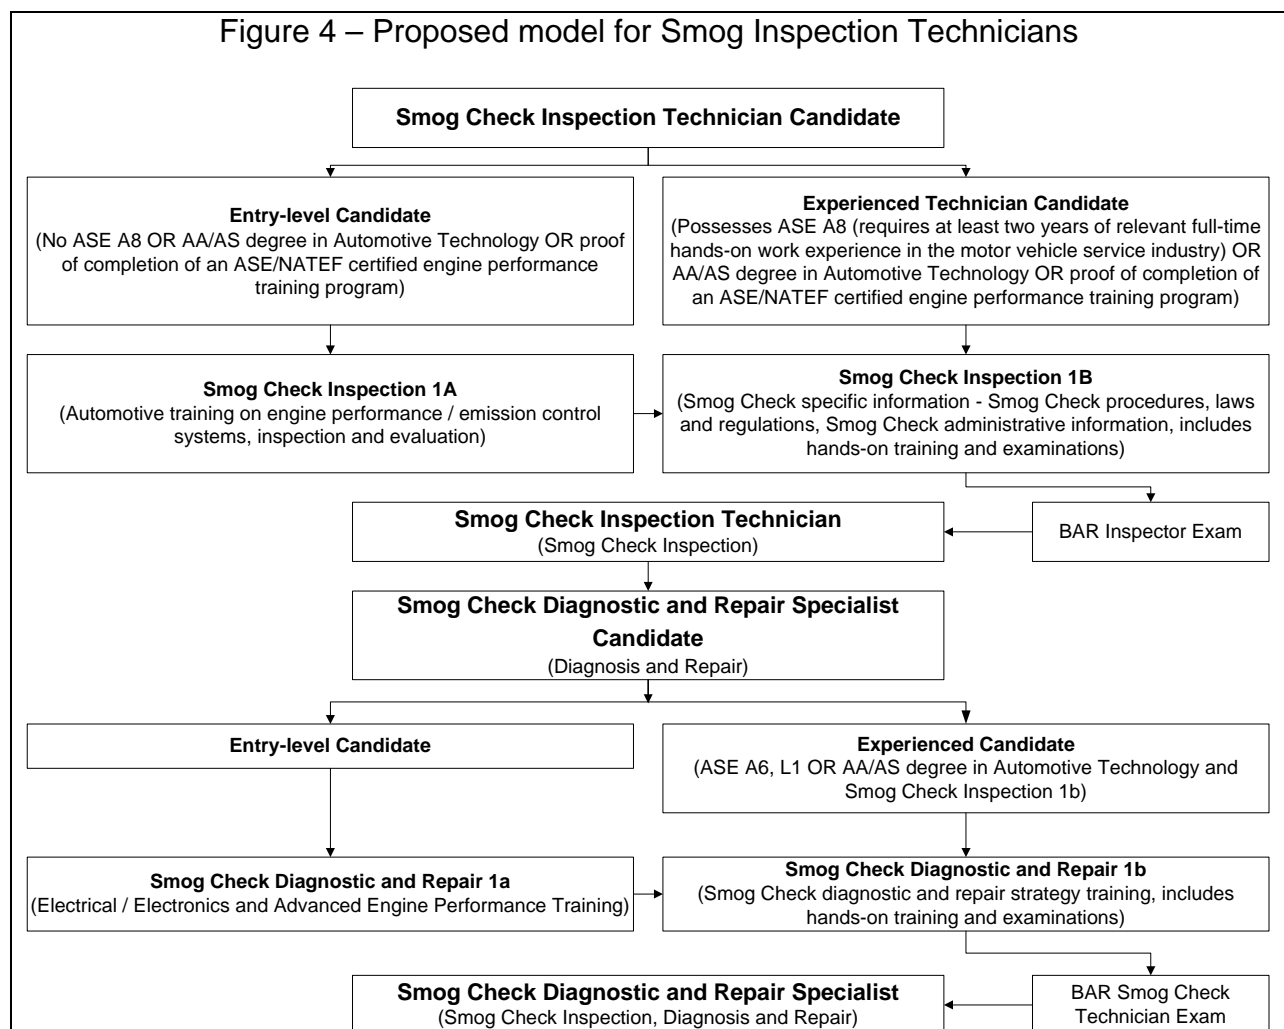 Figure 4 – Proposed model for Smog Inspection Technicians
Smog Check Inspection Technician Candidate
Entry-level Candidate
(No ASE A8 OR AA/AS degree in Automotive Technology OR proof
of completion of an ASE/NATEF certified engine performance
training program)
Experienced Technician Candidate
(Possesses ASE A8 (requires at least two years of relevant full-time
hands-on work experience in the motor vehicle service industry) OR
AA/AS degree in Automotive Technology OR proof of completion of
an ASE/NATEF certified engine performance training program)
Smog Check Inspection 1A
(Automotive training on engine performance / emission control
systems, inspection and evaluation)
Smog Check Inspection 1B
(Smog Check specific information - Smog Check procedures, laws
and regulations, Smog Check administrative information, includes
hands-on training and examinations)
Smog Check Inspection Technician
(Smog Check Inspection)
BAR Inspector Exam
Smog Check Diagnostic and Repair Specialist
Candidate
(Diagnosis and Repair)
Entry-level Candidate
Experienced Candidate
(ASE A6, L1 OR AA/AS degree in Automotive Technology and
Smog Check Inspection 1b)
Smog Check Diagnostic and Repair 1a
(Electrical / Electronics and Advanced Engine Performance Training)
Smog Check Diagnostic and Repair 1b
(Smog Check diagnostic and repair strategy training, includes
hands-on training and examinations)
Smog Check Diagnostic and Repair Specialist
(Smog Check Inspection, Diagnosis and Repair)
BAR Smog Check
Technician Exam